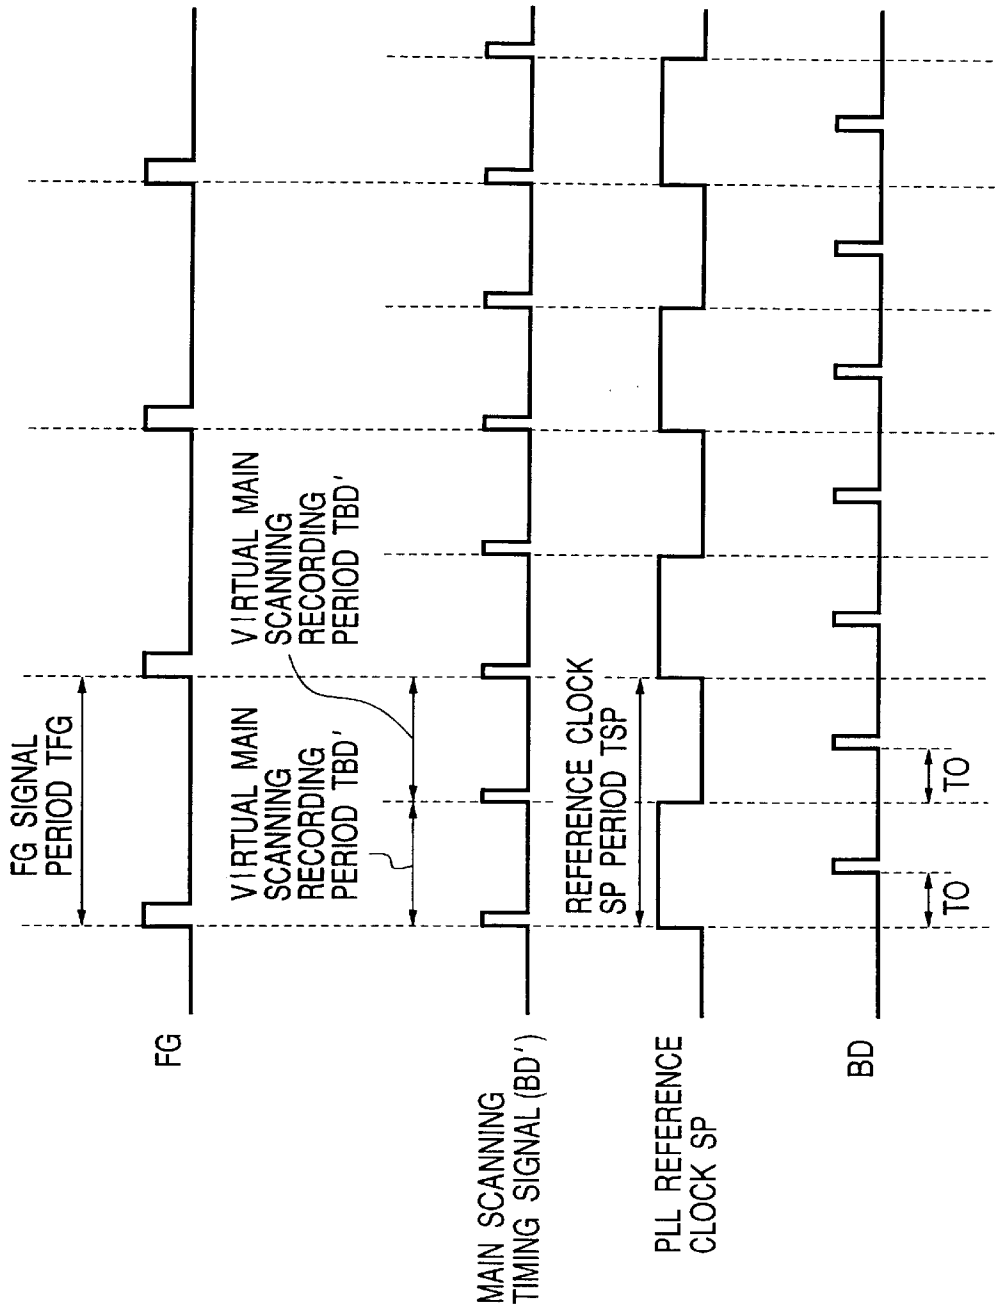 FG SIGNAL
PERIOD TFG
FG
VIRTUAL MAIN
SCANNING
RECORDING
PERIOD TBD'
VIRTUAL MAIN
SCANNING
RECORDING
PERIOD TBD'
MAIN SCANNING
TIMING SIGNAL (BD')
REFERENCE CLOCK
SP PERIOD TSP
PLL REFERENCE
CLOCK SP
BD
TO
TO